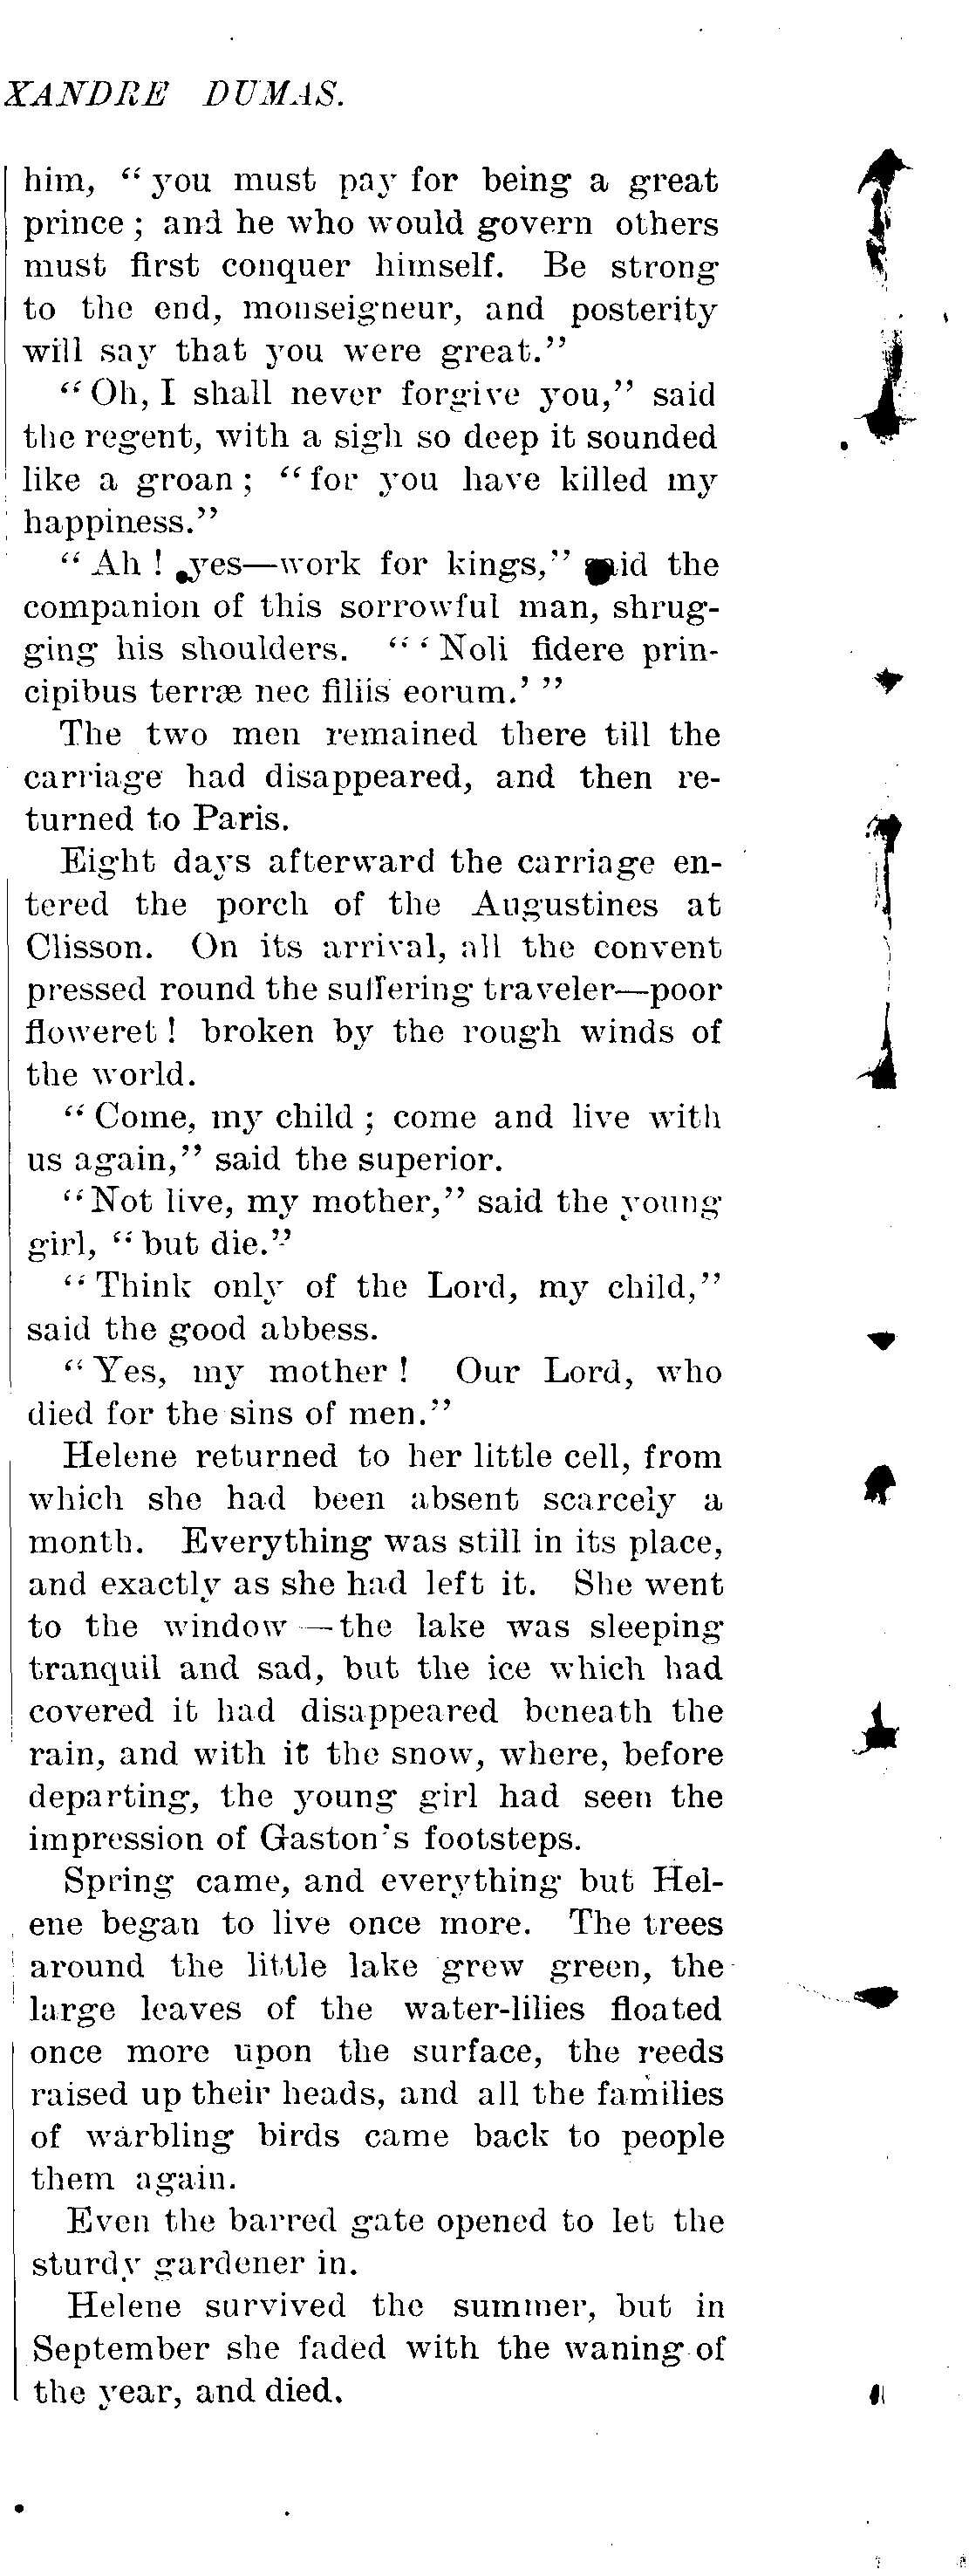 XANDRE DUMAS.
him, “you must pay for being a great
prince; and he who would govern others
must first conquer himself. Be strong
to the end, monseigneur, and posterity
will say that you were great.”
“Oh, I shall never forgive you,” said
the regent, with a sigh so deep it sounded
like a groan; “for you have killed my
happiness.”
“Ah! yes—work for kings,” said the
companion of this sorrowful man, shrug-
ging his shoulders. “‘Noli fidere prin-
cipibus terræ nec filiis eorum.’”
The two men remained there till the
carriage had disappeared, and then re-
turned to Paris.
Eight days afterward the carriage en-
tered the porch of the Augustines at
Clisson. On its arrival, all the convent
pressed round the suffering traveler—poor
floweret! broken by the rough winds of
the world.
“Come, my child; come and live with
us again,” said the superior.
“Not live, my mother,” said the young
girl, “but die.”
“Think only of the Lord, my child,”
said the good abbess.
“Yes, my mother! Our Lord, who
died for the sins of men.”
Helene returned to her little cell, from
which she had been absent scarcely a
month. Everything was still in its place,
and exactly as she had left it. She went
to the window—the lake was sleeping
tranquil and sad, but the ice which had
covered it had disappeared beneath the
rain, and with it the snow, where, before
departing, the young girl had seen the
impression of Gaston's footsteps.
Spring came, and everything but Hel-
ene began to live once more. The trees
around the little lake grew green, the
large leaves of the water-lilies floated
once more upon the surface, the reeds
raised up their heads, and all the families
of warbling birds came back to people
them again.
Even the barred gate opened to let the
sturdy gardener in.
Helene survived the summer, but in
September she faded with the waning of
the year, and died.